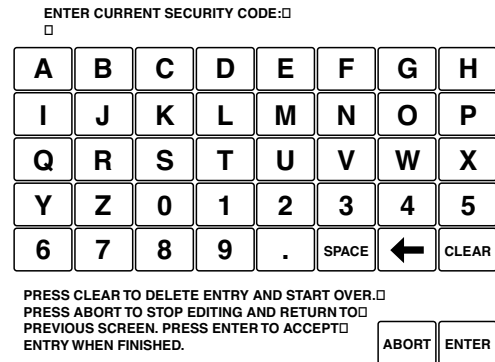 ENTER CURRENT SECURITY CODE:□
□
A B C D E F G H
I J K L M N O P
Q R S T U V W X
Y Z 0 1 2 3 4 5
6 7 8 9 . SPACE ← CLEAR
PRESS CLEAR TO DELETE ENTRY AND START OVER.□
PRESS ABORT TO STOP EDITING AND RETURN TO□
PREVIOUS SCREEN. PRESS ENTER TO ACCEPT□
ENTRY WHEN FINISHED.
ABORT ENTER